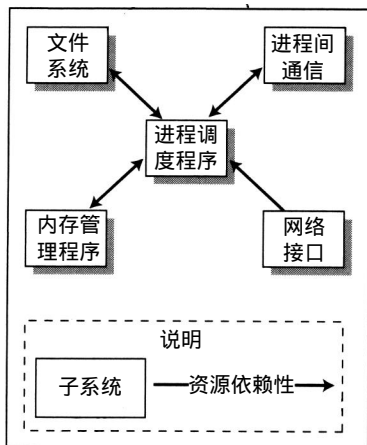 文件
系统
进程间
通信
进程调
度程序
内存管
理程序
网络
接口
说明
子系统
资源依赖性